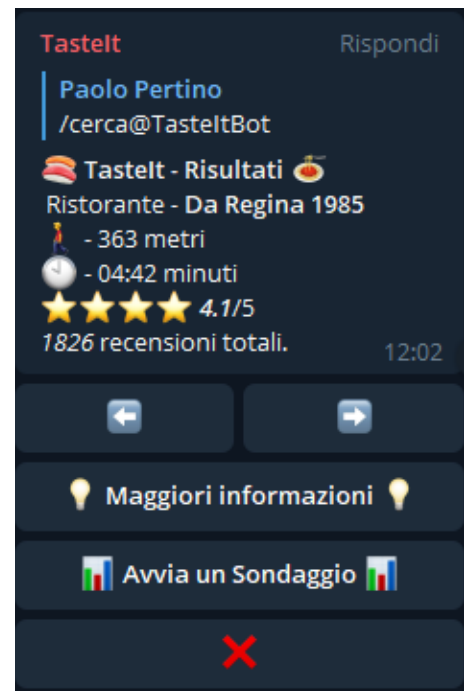 TasteIt Rispondi
Paolo Pertino
/cerca@TasteItBot
TasteIt - Risultati
Ristorante - Da Regina 1985
- 363 metri
- 04:42 minuti
4.1/5
1826 recensioni totali.
12:02
Maggiori informazioni
Avvia un Sondaggio